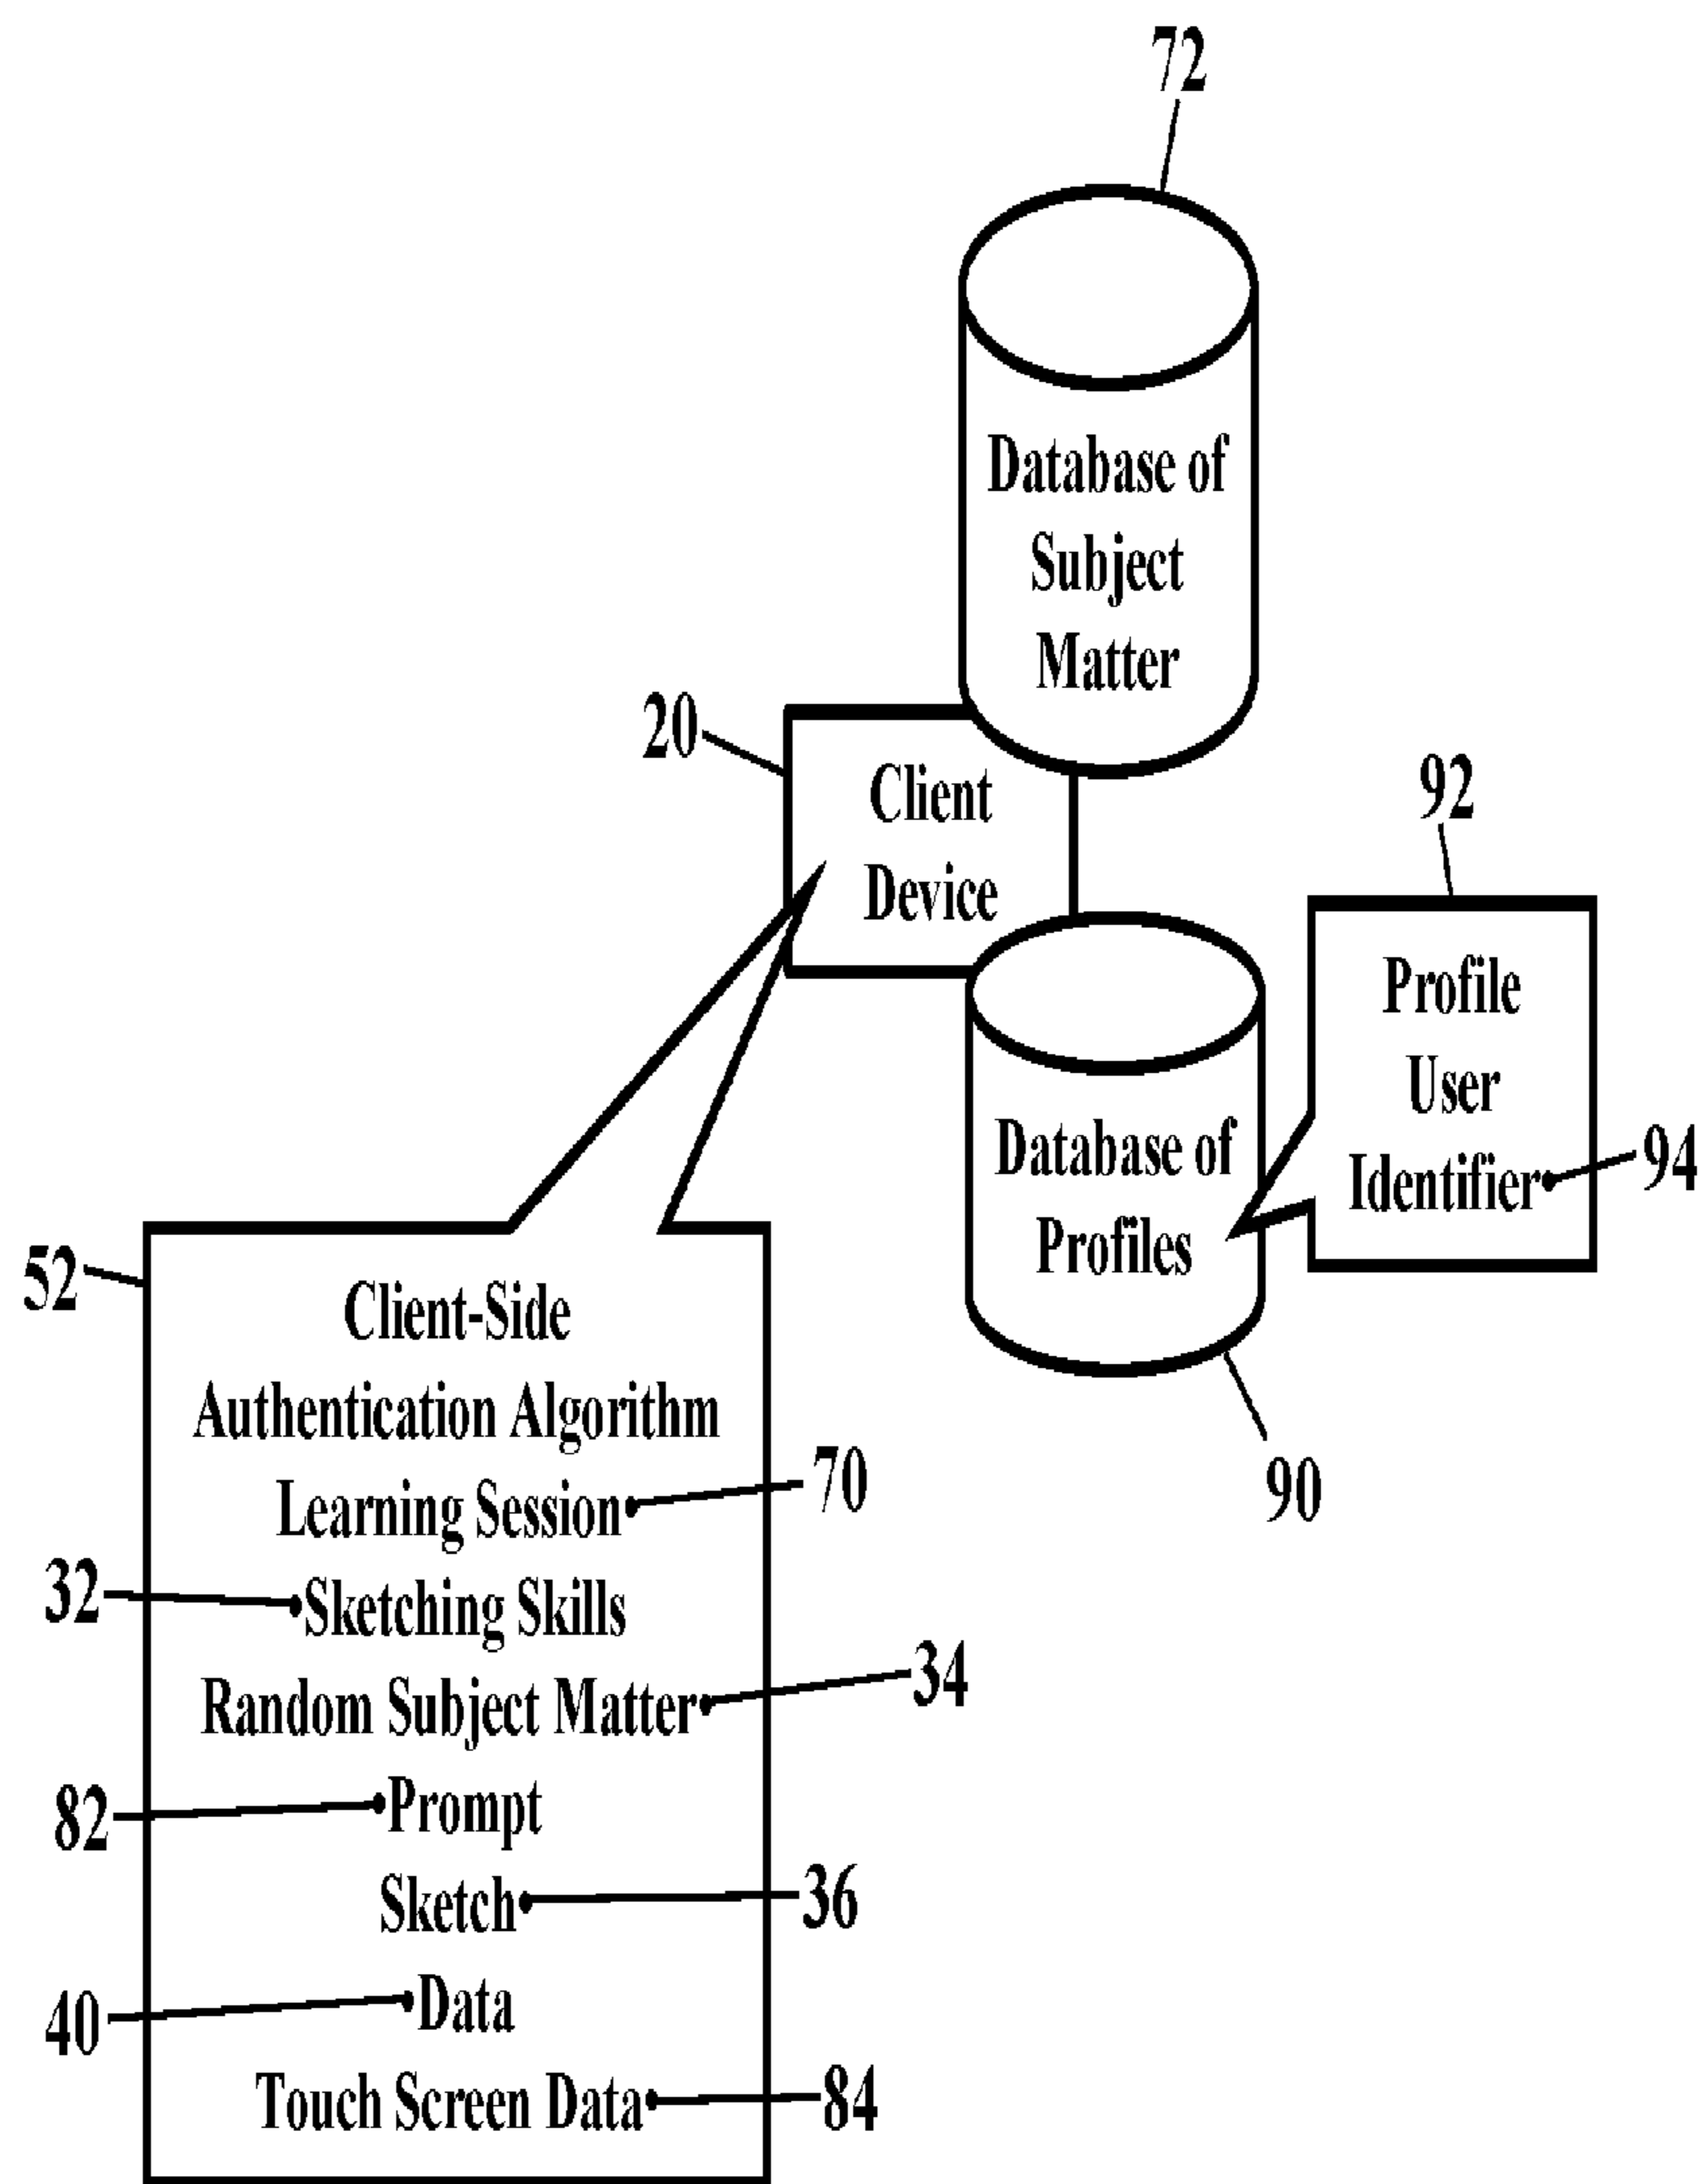 72
Database of
Subject
Matter
20
Client
Device
92
Profile
User
Identifier
94
Database of
Profiles
90
52
Client-Side
Authentication Algorithm
Learning Session
70
32
Sketching Skills
Random Subject Matter
34
82
Prompt
Sketch
36
40
Data
Touch Screen Data
84